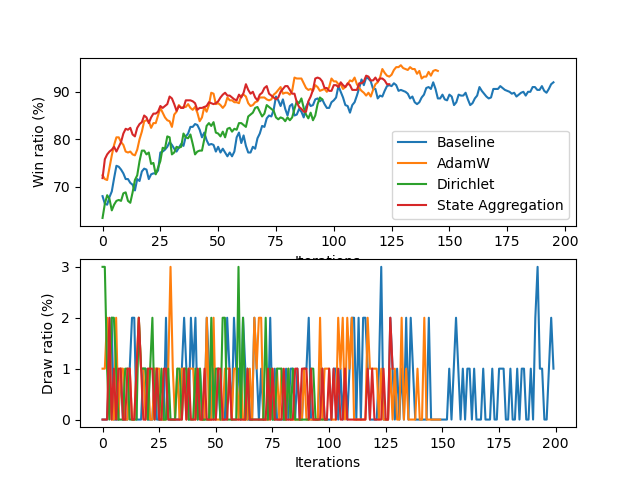 Win ratio (%)
90
80
70
Baseline
AdamW
Dirichlet
State Aggregation
0 25 50 75 100 125 150 175 200
Iterations
Draw ratio (%)
3
2
1
0
0 25 50 75 100 125 150 175 200
Iterations